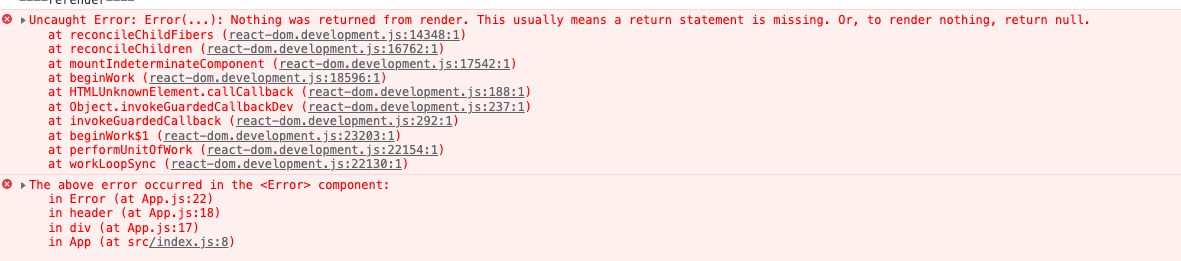 Uncaught Error: Error(...): Nothing was returned from render. This usually means a return statement is missing. Or, to render nothing, return null.
at reconcileChildFibers (react-dom.development.js:14348:1)
at reconcileChildren (react-dom.development.js:16762:1)
at mountIndeterminateComponent (react-dom.development.js:17542:1)
at beginWork (react-dom.development.js:18596:1)
at HTMLUnknownElement.callCallback (react-dom.development.js:188:1)
at Object.invokeGuardedCallbackDev (react-dom.development.js:237:1)
at invokeGuardedCallback (react-dom.development.js:292:1)
at beginWork$1 (react-dom.development.js:23203:1)
at performUnitOfWork (react-dom.development.js:22154:1)
at workLoopSync (react-dom.development.js:22130:1)
The above error occurred in the <Error> component:
in Error (at App.js:22)
in header (at App.js:18)
in div (at App.js:17)
in App (at src/index.js:8)